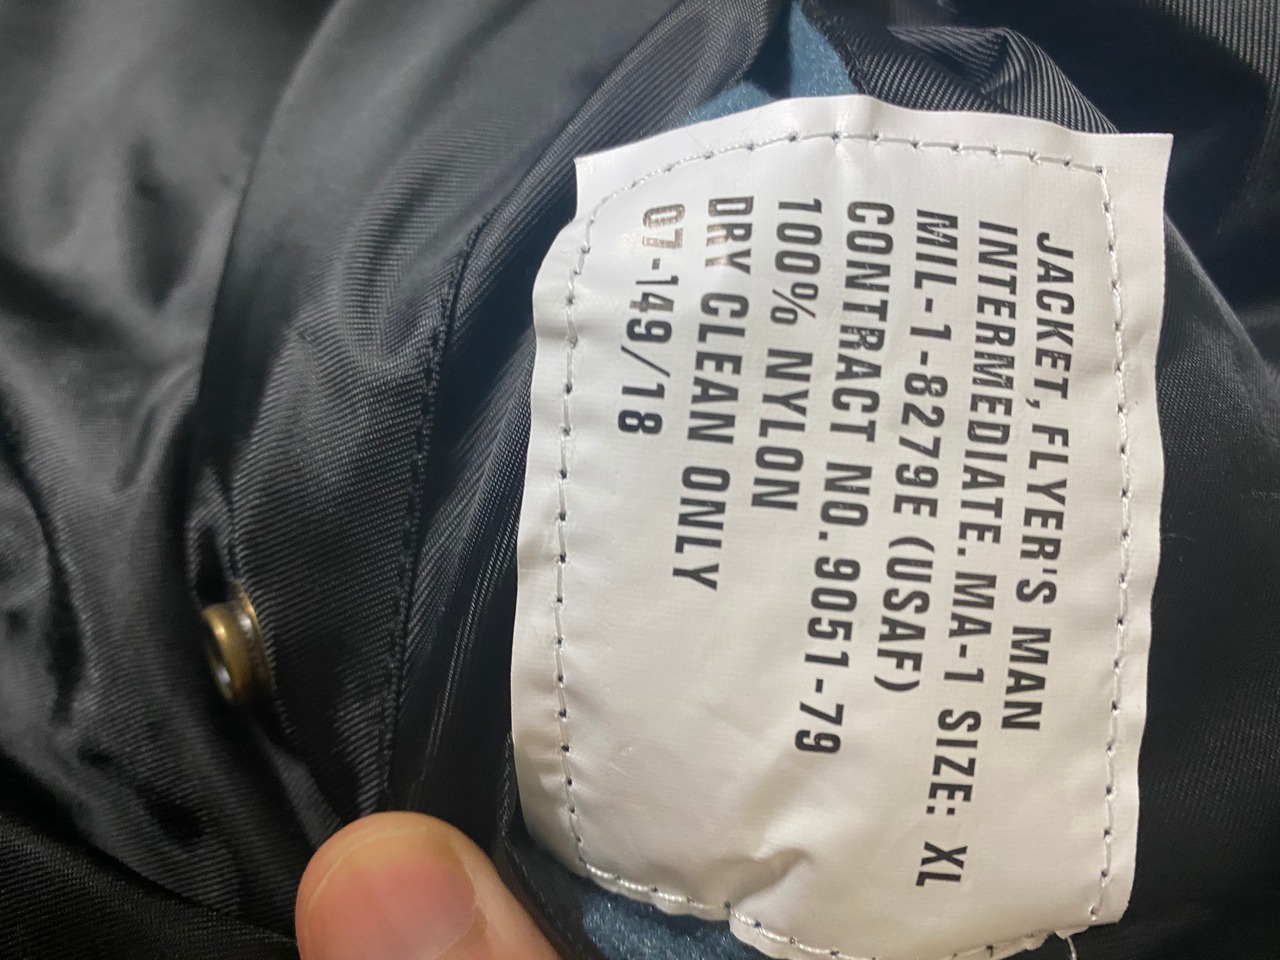 JACKET, FLYER'S MAN
INTERMEDIATE. MA-1 SIZE: XL
MIL-1-8279E (USAF)
CONTRACT NO.9051-79
100% NYLON
DRY CLEAN ONLY
07-149/18